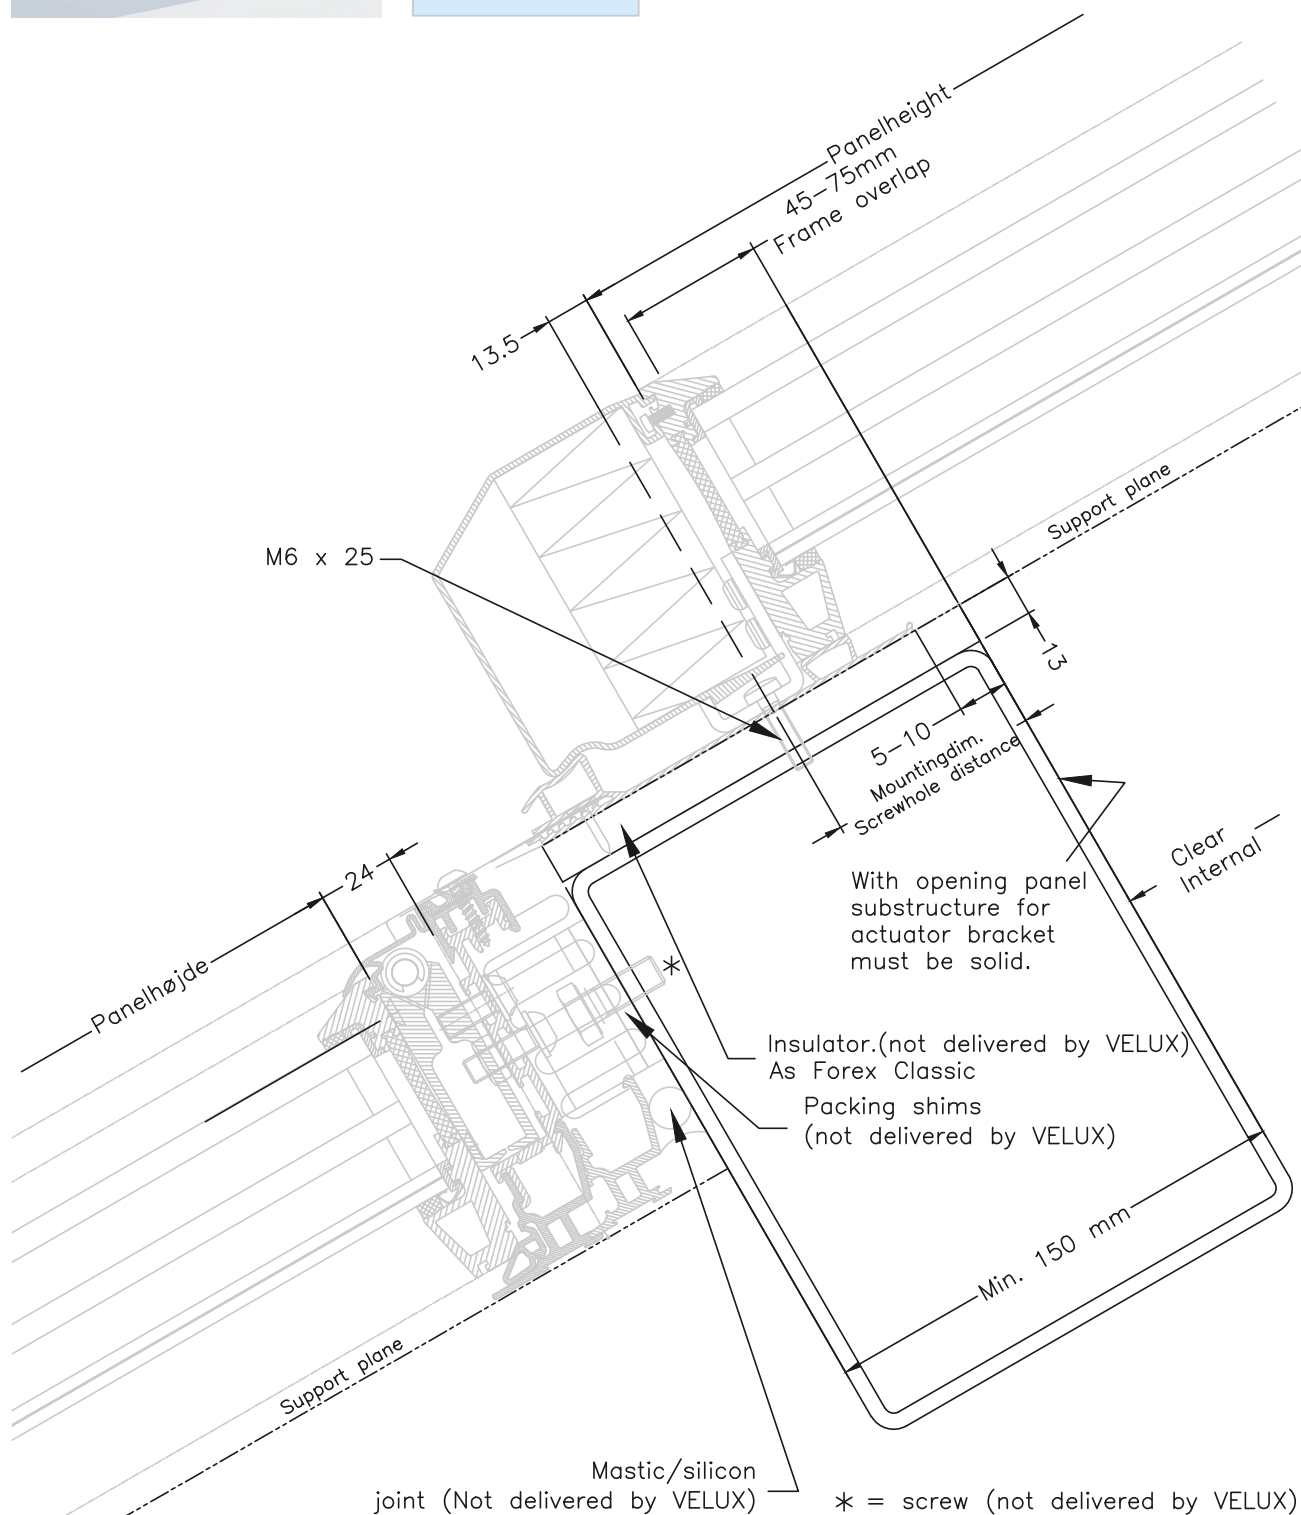 Panelheight
45-75mm
Frame overlap
13.5
Support plane
M6 x 25
13
5-10
Mountingdim.
Screwhole distance
24
Clear
Internal
With opening panel
substructure for
actuator bracket
must be solid.
Panelhøjde
*
Insulator.(not delivered by VELUX)
As Forex Classic
Packing shims
(not delivered by VELUX)
Min. 150 mm
Support plane
Mastic/silicon
joint (Not delivered by VELUX)
* = screw (not delivered by VELUX)